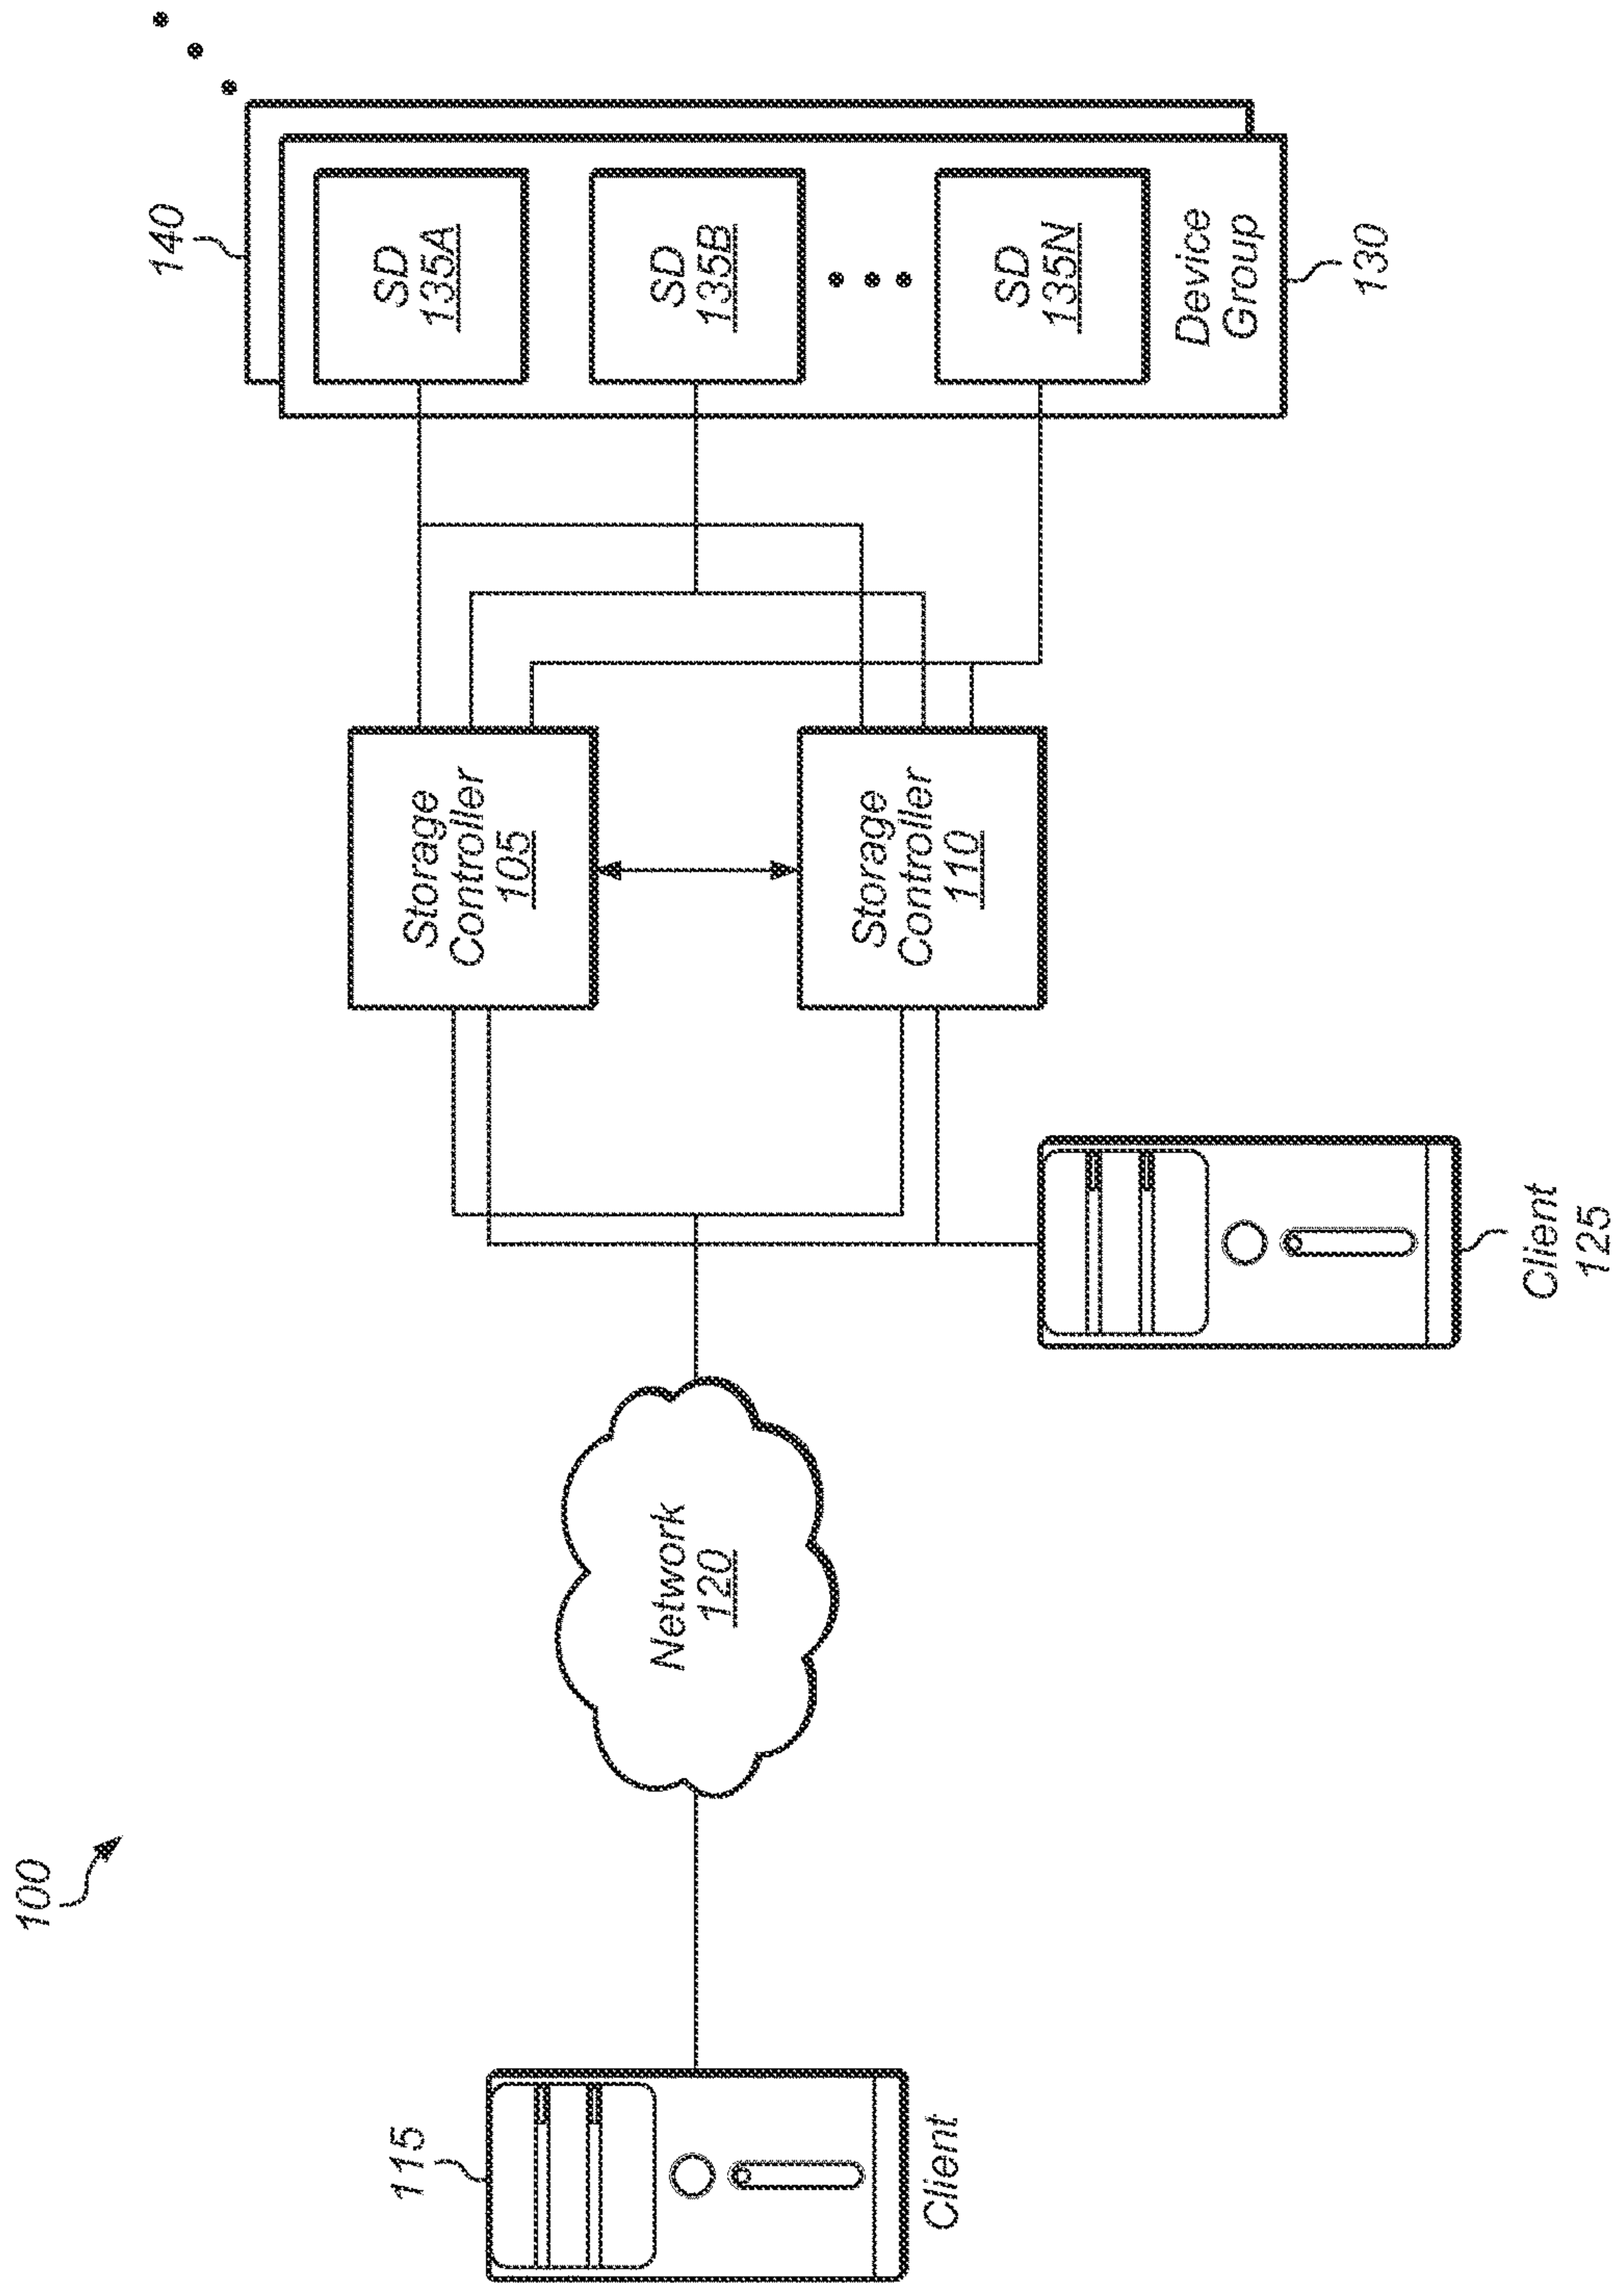 100
140
SD
135A
SD
135B
SD
135N
Device
Group
130
Storage
Controller
105
Storage
Controller
110
Network
120
115
Client
Client
125